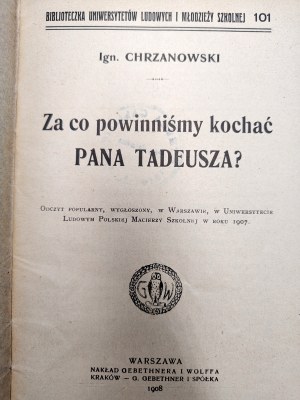 BIBLIOTECZKA UNIWERSYTETÓW LUDOWYCH I MŁODZIEŻY SZKOLNEJ 101
Ign. CHRZANOWSKI
Za co powinniśmy kochać
PANA TADEUSZA?
Odczyt popularny, wygłoszony, w Warszawie, w Uniwersytecie
Ludowym Polskiej Macierzy Szkolnej w roku 1907.
G W
WARSZAWA
NAKŁAD GEBETHNERA I WOLFFA
KRAKÓW — G. GEBETHNER I SPÓŁKA
1908